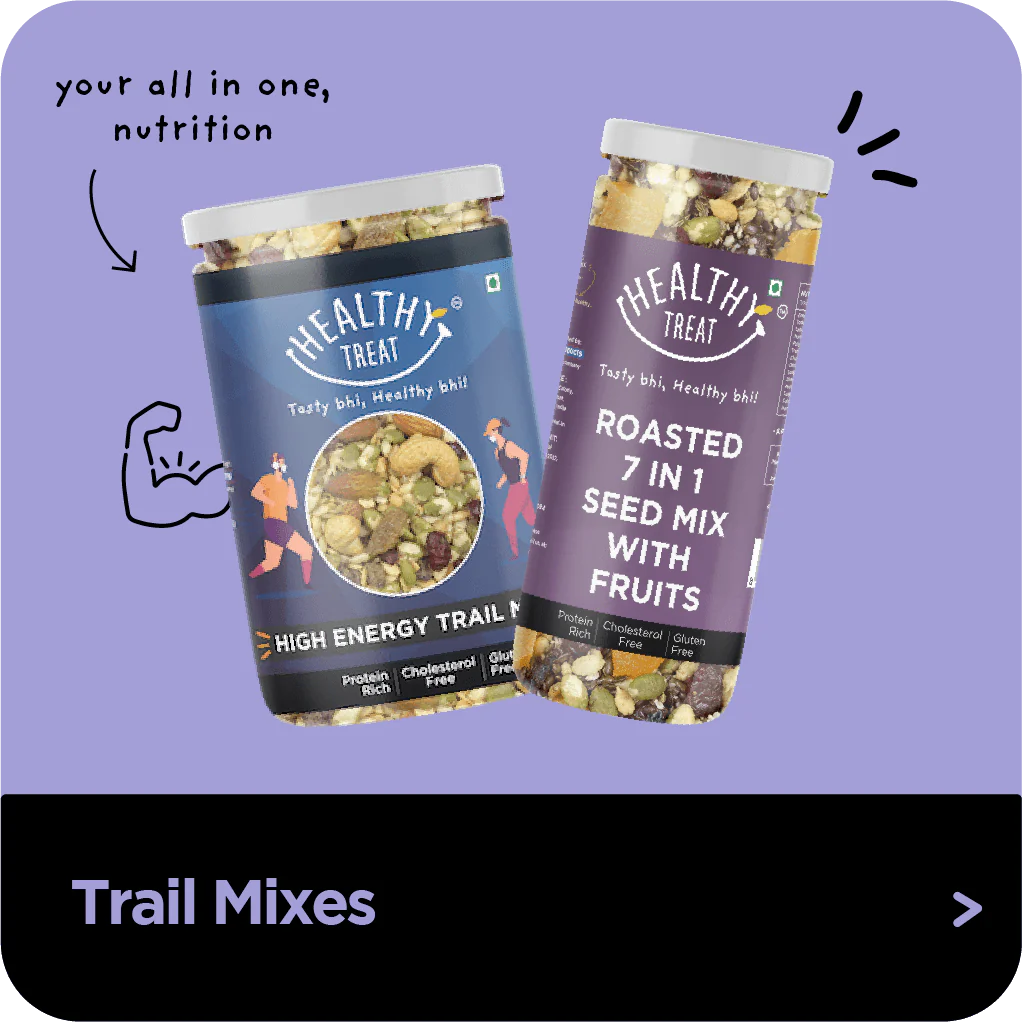 your all in one,
nutrition
HEALTHY
TREAT
Tasty bhi, Healthy bhi!
HIGH ENERGY TRAIL
Protein
Rich
Cholesterol
Free
HEALTHY
TREAT
TM
Tasty bhi, Healthy bhi!
ROASTED
7 IN 1
SEED MIX
WITH
FRUITS
Protein
Rich
Cholesterol
Free
Gluten
Free
Trail Mixes
>